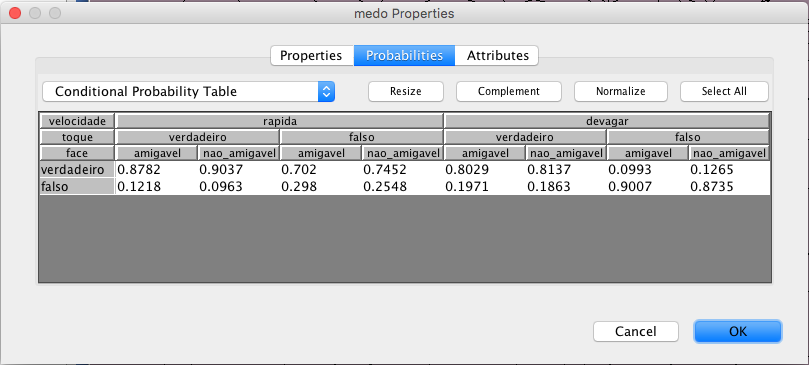 medo Properties
Properties Probabilities Attributes
Conditional Probability Table Resize Complement Normalize Select All
velocidade rapida devagar
toque verdadeiro falso verdadeiro falso
face amigavel nao_amigavel amigavel nao_amigavel amigavel nao_amigavel amigavel nao_amigavel
verdadeiro 0.8782 0.9037 0.702 0.7452 0.8029 0.8137 0.0993 0.1265
falso 0.1218 0.0963 0.298 0.2548 0.1971 0.1863 0.9007 0.8735
Cancel OK